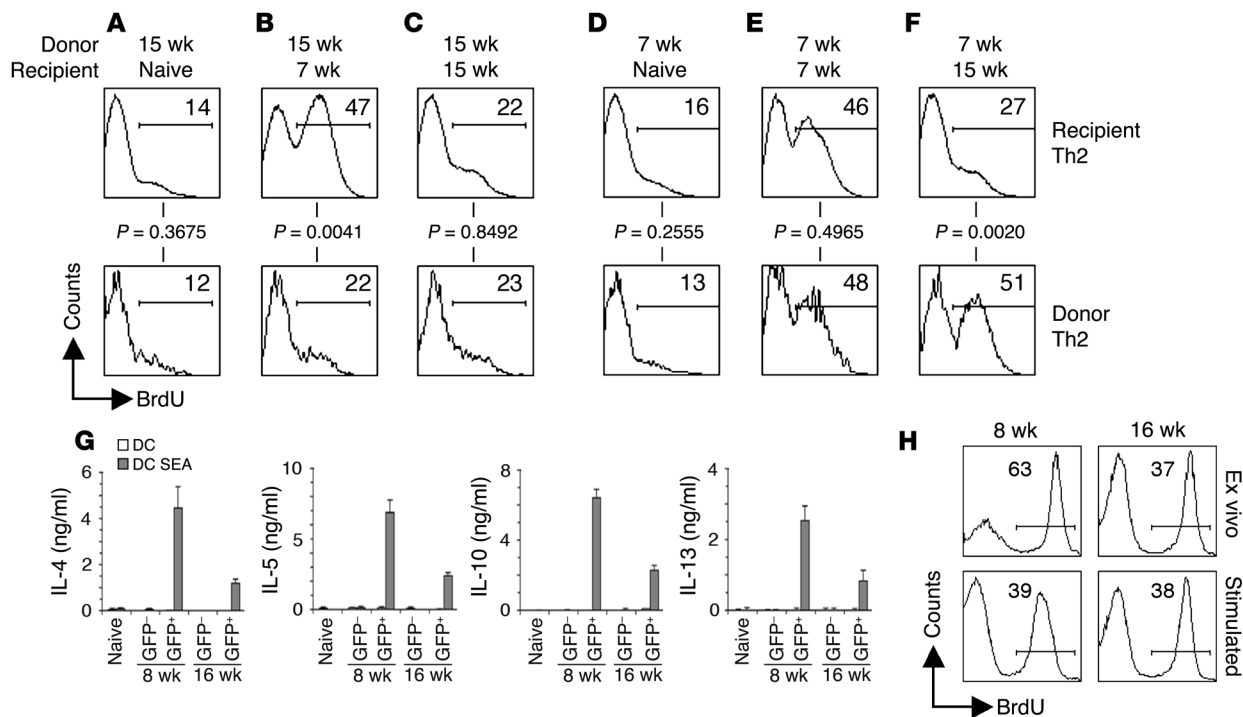 A B C D E F
Donor 15 wk 15 wk 15 wk 7 wk 7 wk 7 wk
Recipient Naive 7 wk 15 wk Naive 7 wk 15 wk
14 47 22 16 46 27
Recipient
Th2
P = 0.3675 P = 0.0041 P = 0.8492 P = 0.2555 P = 0.4965 P = 0.0020
12 22 23 13 48 51
Donor
Th2
Counts
BrdU
G
DC
DC SEA
IL-4 (ng/ml)
6
4
2
0
Naive GFP– GFP+ GFP– GFP+
8 wk 16 wk
IL-5 (ng/ml)
10
5
0
Naive GFP– GFP+ GFP– GFP+
8 wk 16 wk
IL-10 (ng/ml)
8
4
0
Naive GFP– GFP+ GFP– GFP+
8 wk 16 wk
IL-13 (ng/ml)
4
2
0
Naive GFP– GFP+ GFP– GFP+
8 wk 16 wk
H
8 wk 16 wk
63 37
Ex vivo
39 38
Stimulated
Counts
BrdU